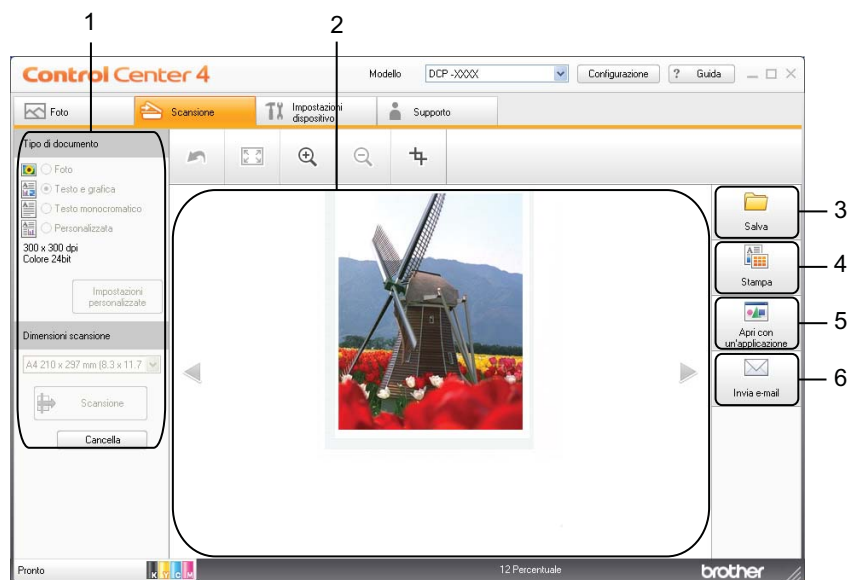 1
2
Control Center 4
Modello
DCP -XXXX
Configurazione
? Guida
Foto
Scansione
Impostazioni
dispositivo
Supporto
Tipo di documento
Foto
Testo e grafica
Testo monocromatico
Personalizzata
300 x 300 dpi
Colore 24bit
Impostazioni
personalizzate
Dimensioni scansione
A4 210 x 297 mm (8.3 x 11.7
Scansione
Cancella
Salva
3
Stampa
4
Apri con
un'applicazione
5
Invia e-mail
6
Pronto
K Y C M
12 Percentuale
brother